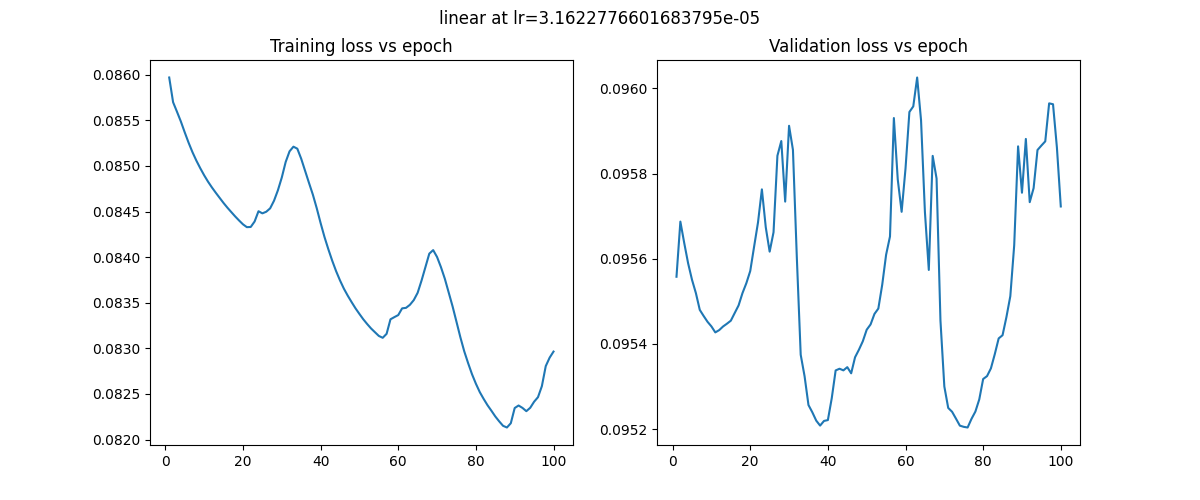 linear at lr=3.1622776601683795e-05
Training loss vs epoch
Validation loss vs epoch
0.0860
0.0855
0.0850
0.0845
0.0840
0.0835
0.0830
0.0825
0.0820
0 20 40 60 80 100
0.0960
0.0958
0.0956
0.0954
0.0952
0 20 40 60 80 100